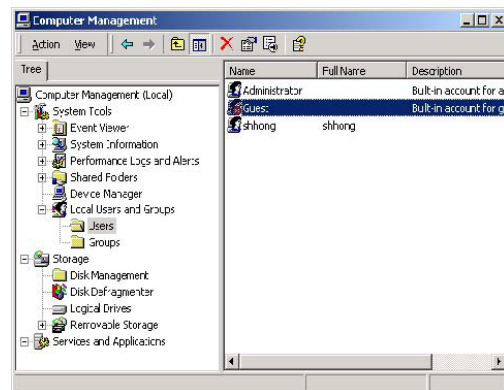 Computer Management
Action View
Tree
Name Full Name Description
Computer Management (Local)
System Tools
Event Viewer
System Information
Performance Logs and Alerts
Shared Folders
Device Manager
Local Users and Groups
Users
Groups
Storage
Disk Management
Disk Defragmenter
Logical Drives
Removable Storage
Services and Applications
Administrator Built-in account for a
Guest Built-in account for g
shhong shhong